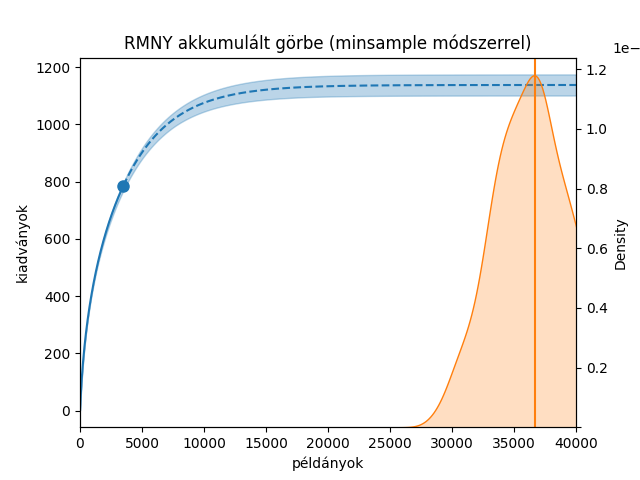 RMNY akkumulált görbe (minsample módszerrel)
1e−
1200
1000
800
600
400
200
0
kiadványok
1.2
1.0
0.8
0.6
0.4
0.2
Density
0 5000 10000 15000 20000 25000 30000 35000 40000
példányok